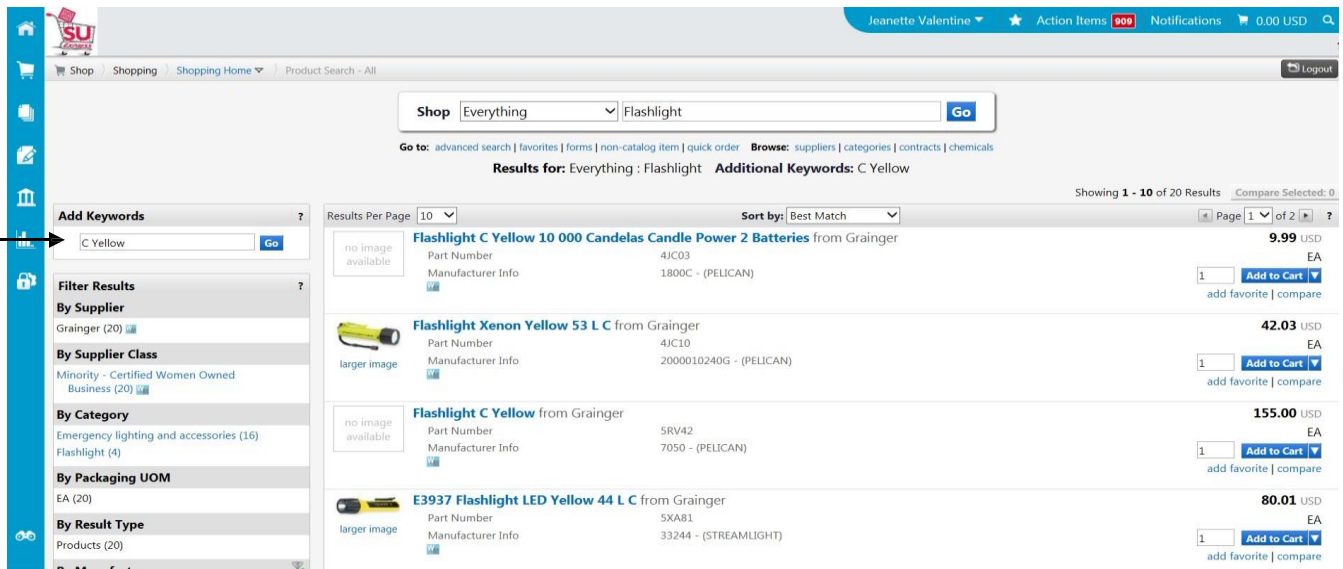 SU
EXPRESS
Jeanette Valentine ▼ ★ Action Items 909 Notifications 0.00 USD
Shop Shopping Shopping Home Product Search - All
Logout
Shop Everything Flashlight Go
Go to: advanced search | favorites | forms | non-catalog item | quick order Browse: suppliers | categories | contracts | chemicals
Results for: Everything : Flashlight Additional Keywords: C Yellow
Showing 1 - 10 of 20 Results Compare Selected: 0
Add Keywords ?
C Yellow Go
Filter Results ?
By Supplier
Grainger (20)
By Supplier Class
Minority - Certified Women Owned
Business (20)
By Category
Emergency lighting and accessories (16)
Flashlight (4)
By Packaging UOM
EA (20)
By Result Type
Products (20)
Results Per Page 10 Sort by: Best Match Page 1 of 2 ?
no image
available
Flashlight C Yellow 10 000 Candelas Candle Power 2 Batteries from Grainger 9.99 USD
Part Number 4JC03 EA
Manufacturer Info 1800C - (PELICAN) 1 Add to Cart
add favorite | compare
Flashlight Xenon Yellow 53 L C from Grainger 42.03 USD
Part Number 4JC10 EA
larger image Manufacturer Info 2000010240G - (PELICAN) 1 Add to Cart
add favorite | compare
no image
available
Flashlight C Yellow from Grainger 155.00 USD
Part Number 5RV42 EA
Manufacturer Info 7050 - (PELICAN) 1 Add to Cart
add favorite | compare
E3937 Flashlight LED Yellow 44 L C from Grainger 80.01 USD
Part Number 5XA81 EA
larger image Manufacturer Info 33244 - (STREAMLIGHT) 1 Add to Cart
add favorite | compare